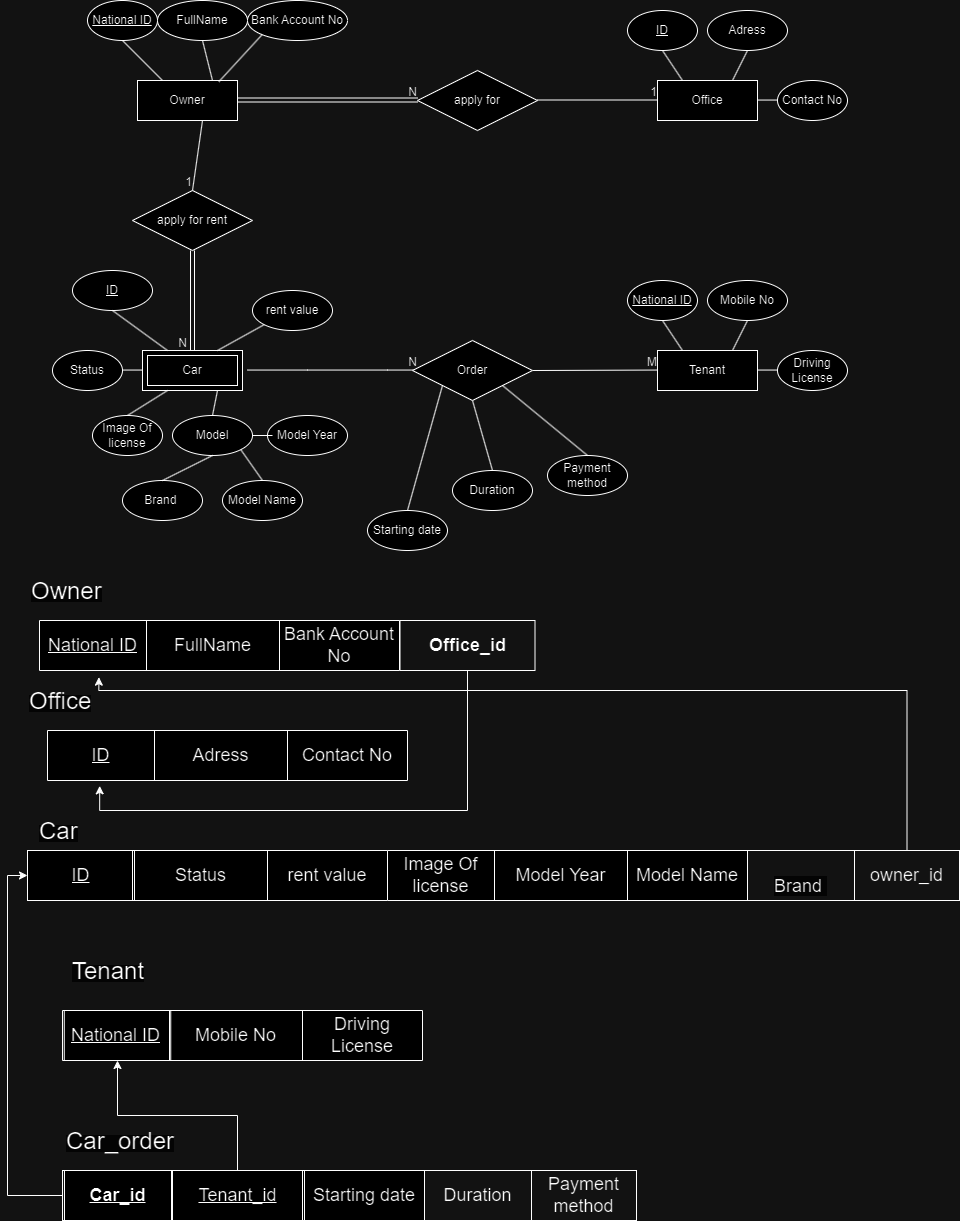 National ID
FullName
Bank Account No
ID
Adress
Owner
N
apply for
1
Office
Contact No
1
apply for rent
ID
rent value
National ID
Mobile No
N
Status
Car
N
Order
M
Tenant
Driving
License
Image Of
license
Model
Model Year
Brand
Model Name
Payment
method
Duration
Starting date
Owner
National ID
FullName
Bank Account
No
Office_id
Office
ID
Adress
Contact No
Car
ID
Status
rent value
Image Of
license
Model Year
Model Name
Brand
owner_id
Tenant
National ID
Mobile No
Driving
License
Car_order
Car_id
Tenant_id
Starting date
Duration
Payment
method